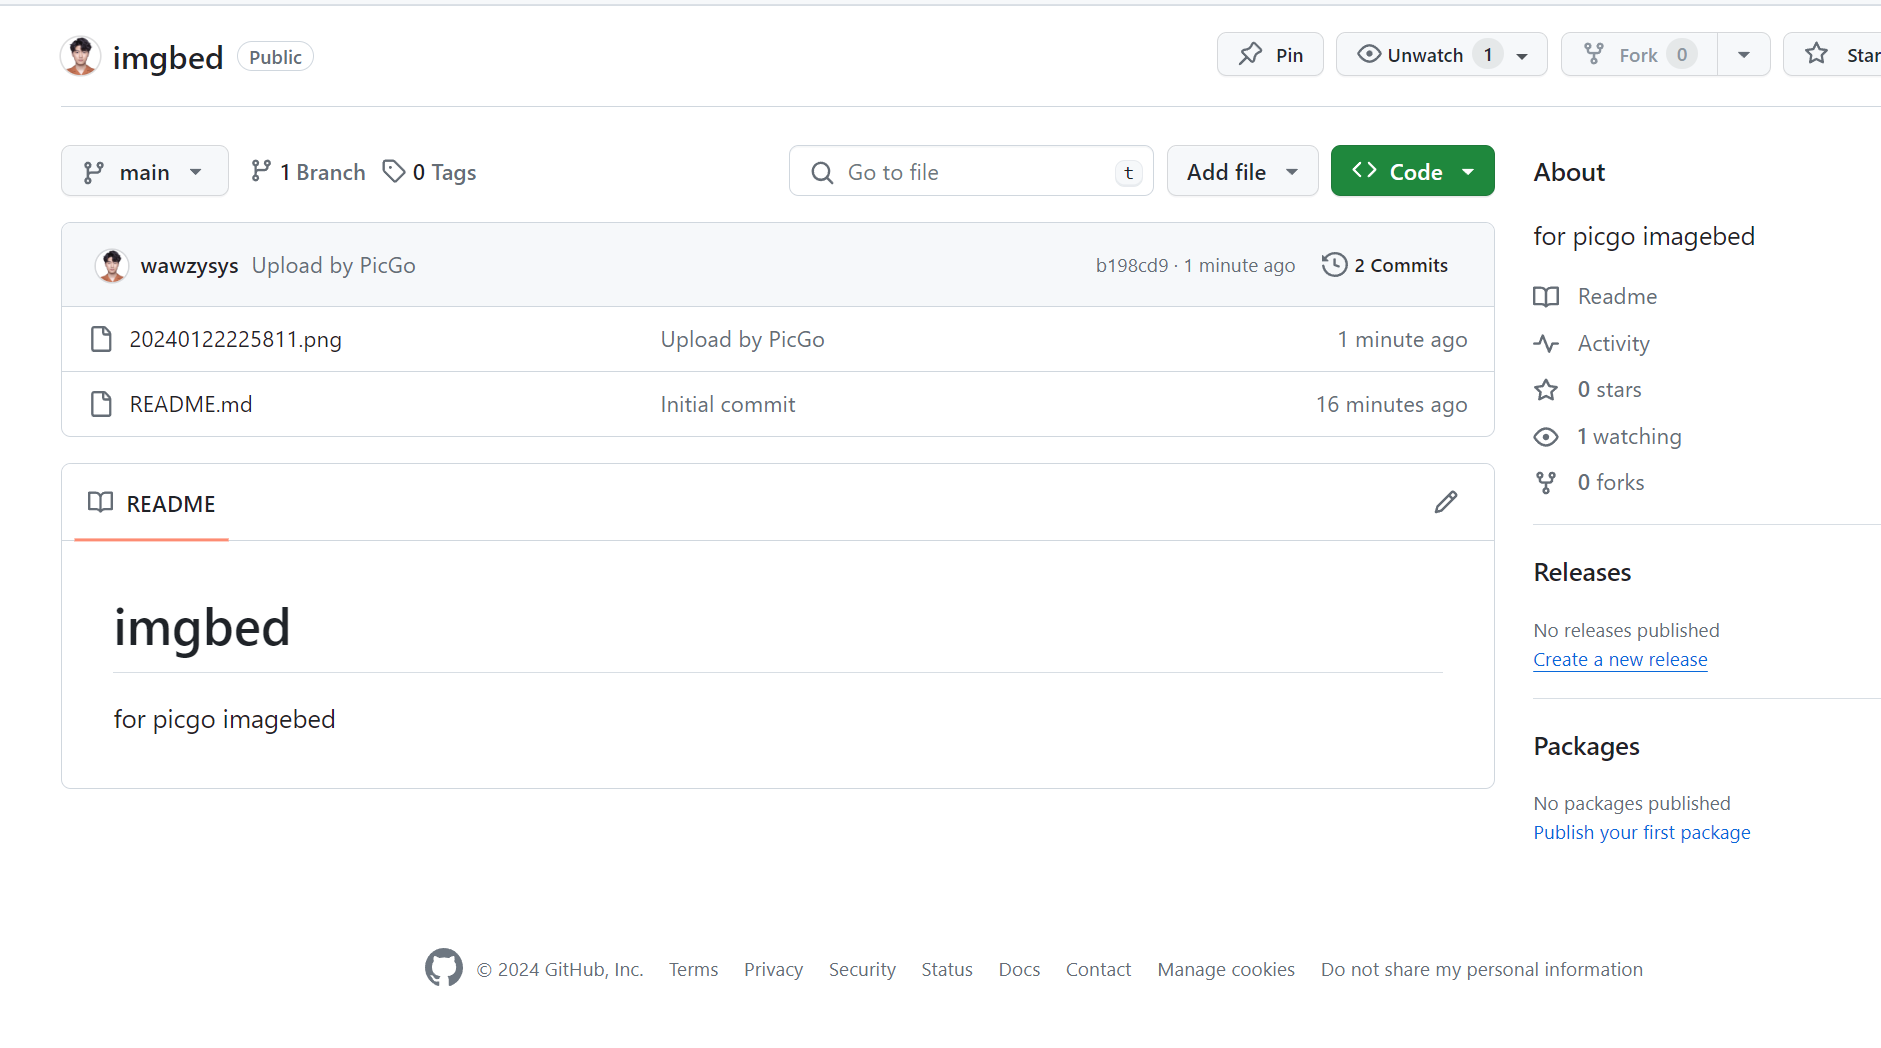 imgbed Public Pin Unwatch 1 Fork 0 Star
main 1 Branch 0 Tags Go to file t Add file Code
About
for picgo imagebed
wawzysys Upload by PicGo b198cd9 · 1 minute ago 2 Commits
20240122225811.png Upload by PicGo 1 minute ago
README.md Initial commit 16 minutes ago
Readme
Activity
0 stars
1 watching
0 forks
README
imgbed
for picgo imagebed
Releases
No releases published
Create a new release
Packages
No packages published
Publish your first package
© 2024 GitHub, Inc. Terms Privacy Security Status Docs Contact Manage cookies Do not share my personal information